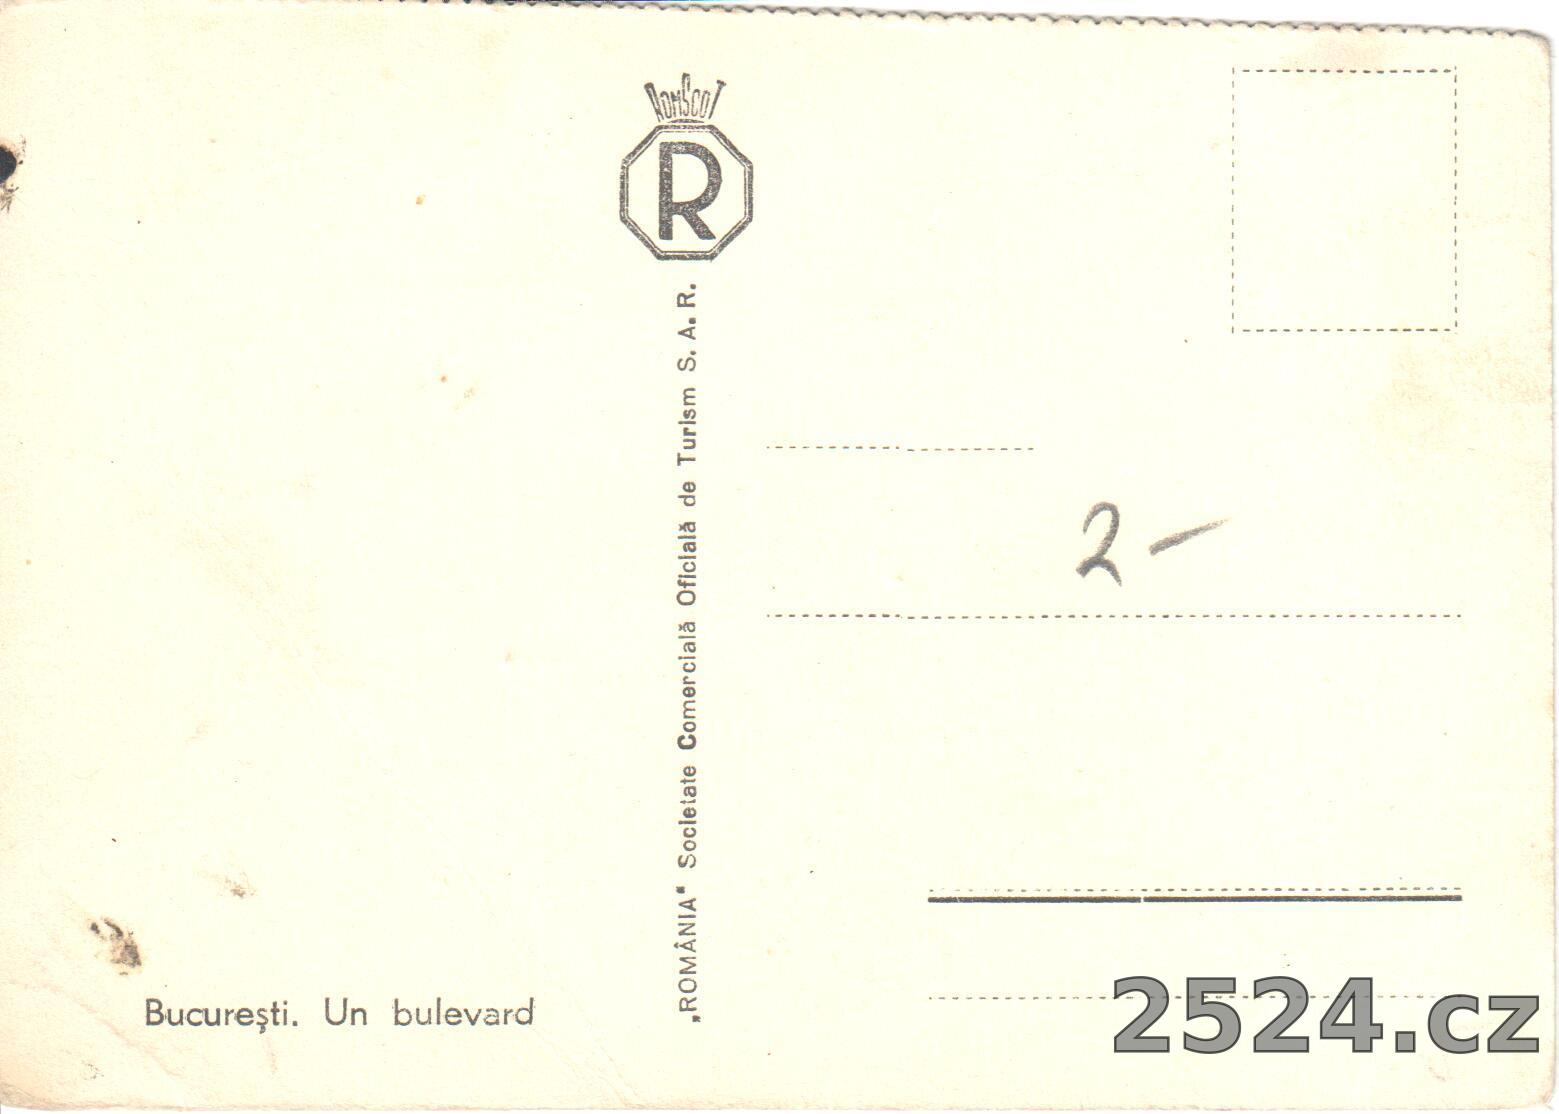 ROMSCOT
R
„ROMÂNIA“ Societate Comercială Oficială de Turism S. A. R.
2 –
București. Un bulevard
2524.cz